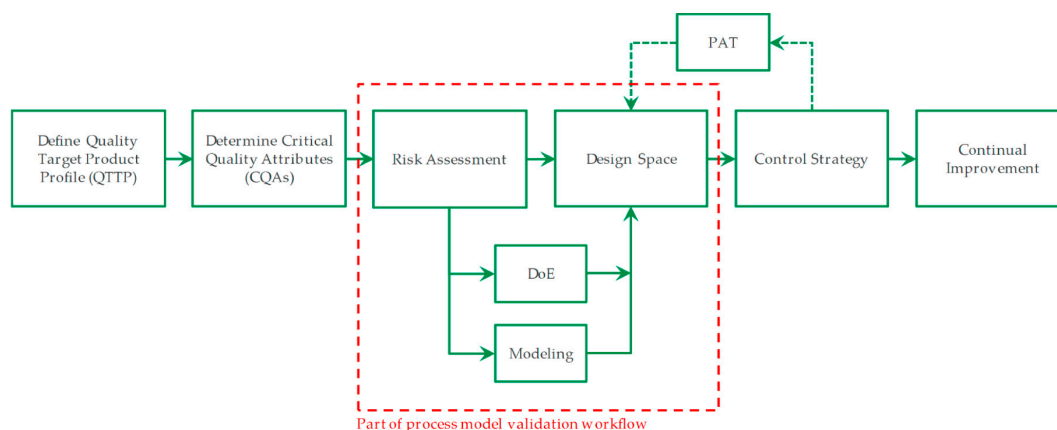 PAT
Define Quality
Target Product
Profile (QTTP)
Determine Critical
Quality Attributes
(CQAs)
Risk Assessment
Design Space
Control Strategy
Continual
Improvement
DoE
Modeling
Part of process model validation workflow